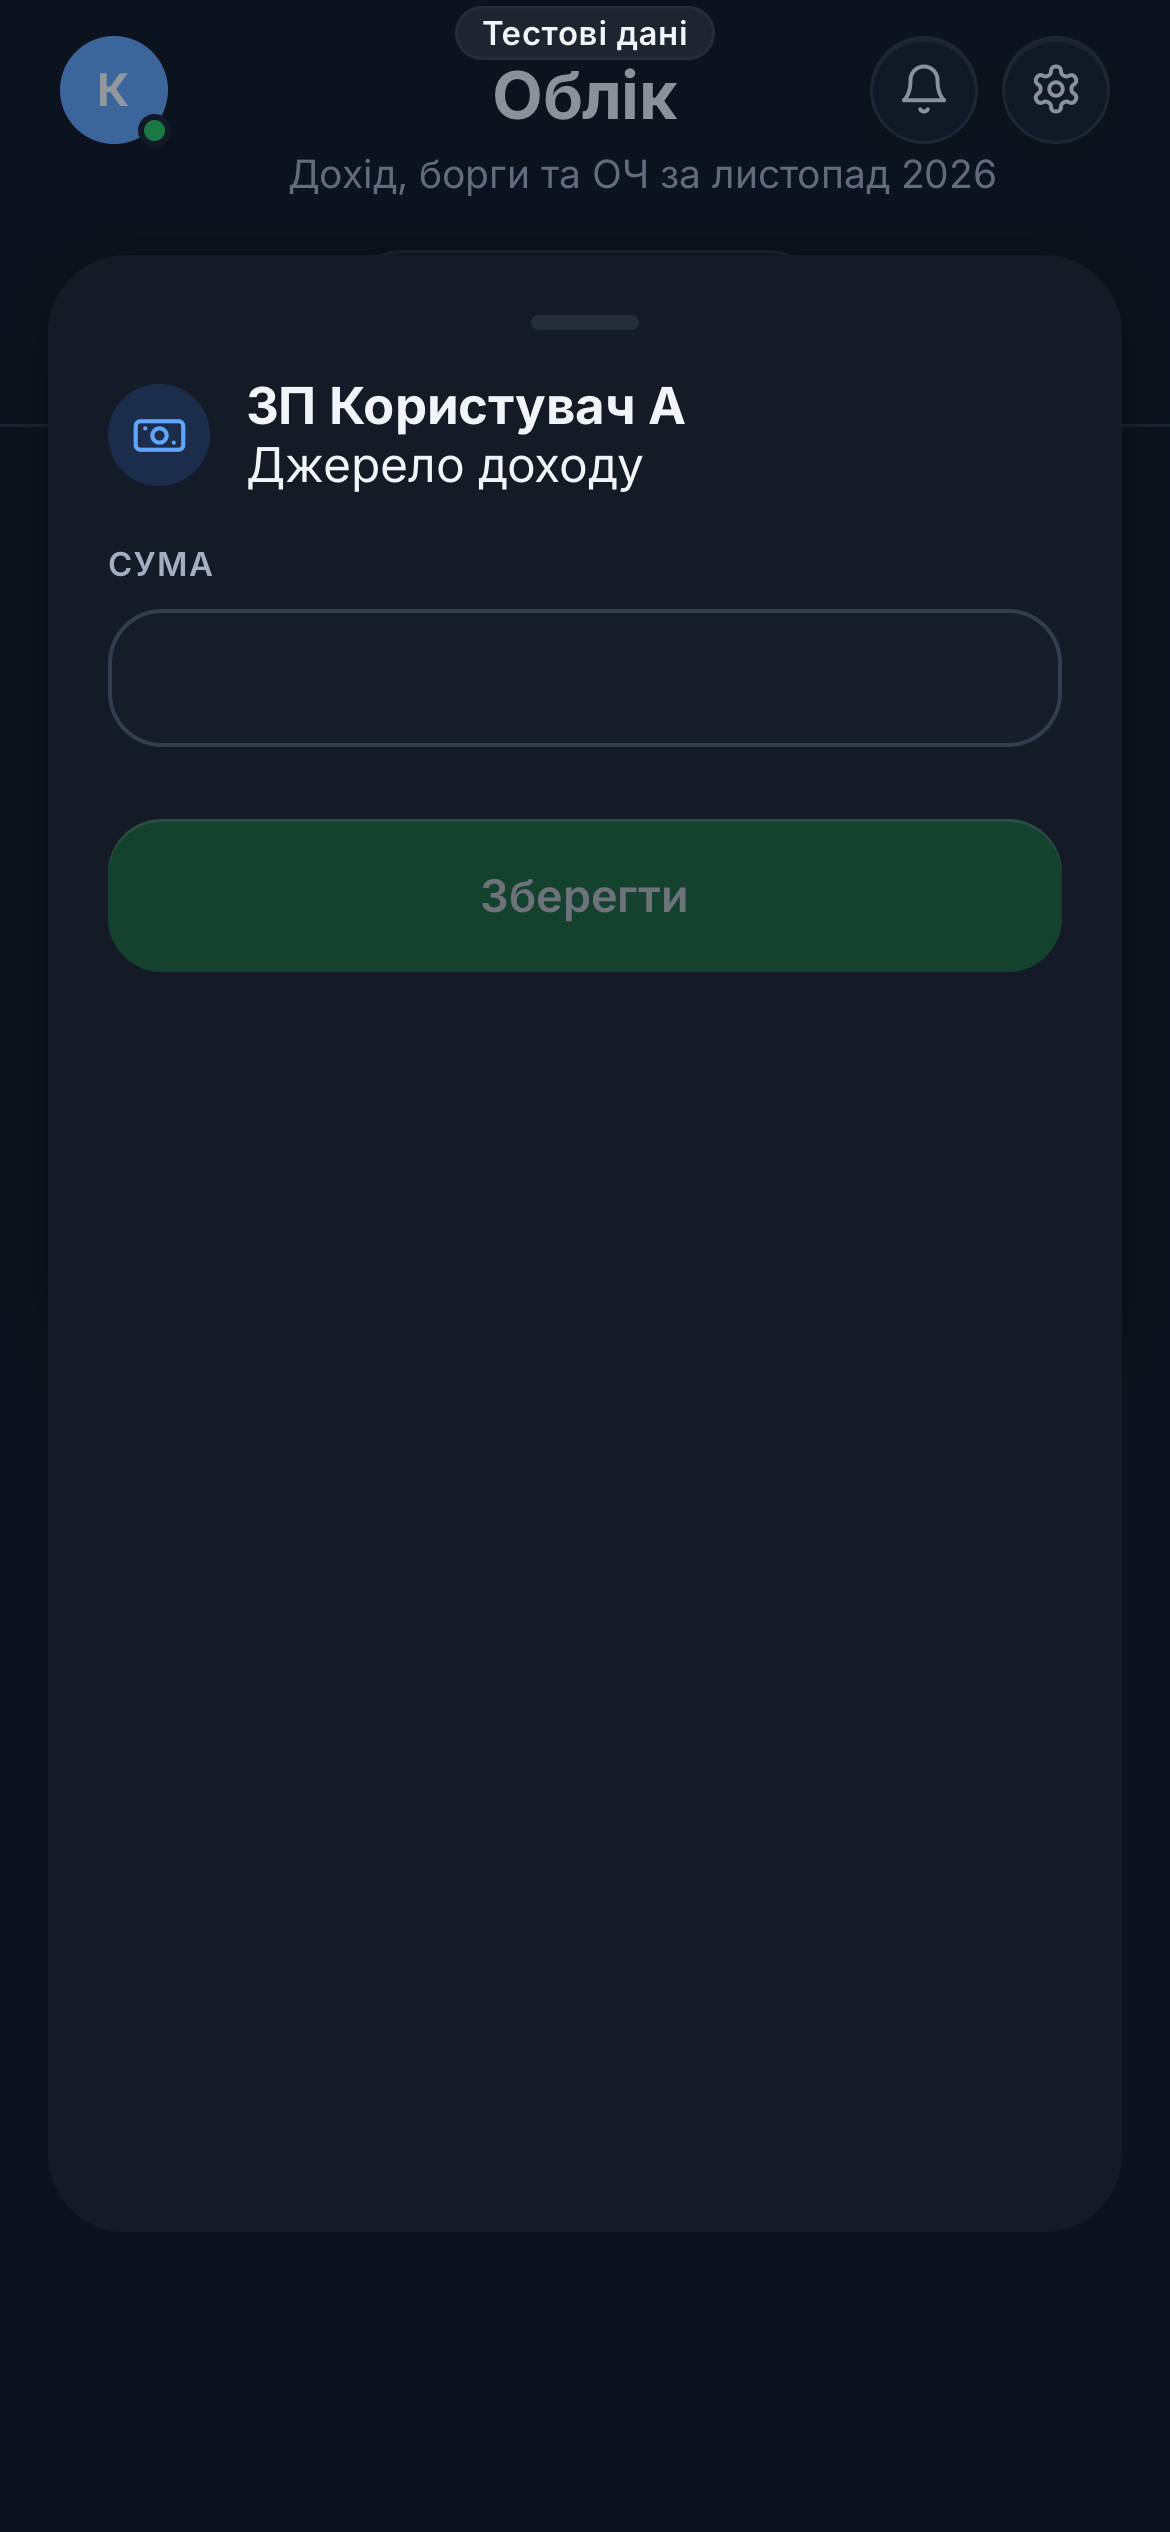 Тестові дані
К
Облік
Дохід, борги та ОЧ за листопад 2026
ЗП Користувач А
Джерело доходу
СУМА
Зберегти